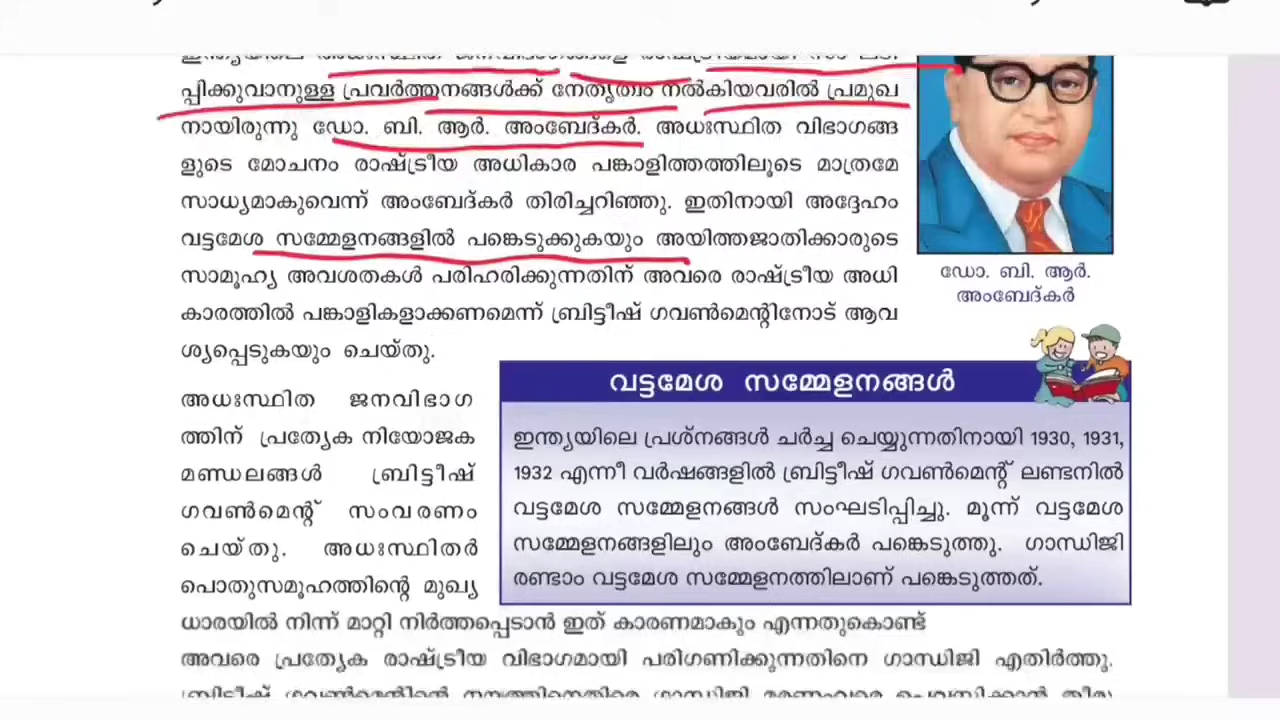 പ്പിക്കുവാനുള്ള പ്രവർത്തനങ്ങൾക്ക് നേതൃത്വം നൽകിയവരിൽ പ്രമുഖ
നായിരുന്നു ഡോ. ബി. ആർ. അംബേദ്കർ. അധഃസ്ഥിത വിഭാഗങ്ങ
ളുടെ മോചനം രാഷ്ട്രീയ അധികാര പങ്കാളിത്തത്തിലൂടെ മാത്രമേ
സാധ്യമാകുവെന്ന് അംബേദ്കർ തിരിച്ചറിഞ്ഞു. ഇതിനായി അദ്ദേഹം
വട്ടമേശ സമ്മേളനങ്ങളിൽ പങ്കെടുക്കുകയും അയിത്തജാതിക്കാരുടെ
സാമൂഹ്യ അവശതകൾ പരിഹരിക്കുന്നതിന് അവരെ രാഷ്ട്രീയ അധി
കാരത്തിൽ പങ്കാളികളാക്കണമെന്ന് ബ്രിട്ടീഷ് ഗവൺമെന്റിനോട് ആവ
ശ്യപ്പെടുകയും ചെയ്തു.
ഡോ. ബി. ആർ.
അംബേദ്കർ
അധഃസ്ഥിത ജനവിഭാഗ
ത്തിന് പ്രത്യേക നിയോജക
മണ്ഡലങ്ങൾ ബ്രിട്ടീഷ്
ഗവൺമെന്റ് സംവരണം
ചെയ്തു. അധഃസ്ഥിതർ
പൊതുസമൂഹത്തിന്റെ മുഖ്യ
വട്ടമേശ സമ്മേളനങ്ങൾ
ഇന്ത്യയിലെ പ്രശ്നങ്ങൾ ചർച്ച ചെയ്യുന്നതിനായി 1930, 1931,
1932 എന്നീ വർഷങ്ങളിൽ ബ്രിട്ടീഷ് ഗവൺമെന്റ് ലണ്ടനിൽ
വട്ടമേശ സമ്മേളനങ്ങൾ സംഘടിപ്പിച്ചു. മൂന്ന് വട്ടമേശ
സമ്മേളനങ്ങളിലും അംബേദ്കർ പങ്കെടുത്തു. ഗാന്ധിജി
രണ്ടാം വട്ടമേശ സമ്മേളനത്തിലാണ് പങ്കെടുത്തത്.
ധാരയിൽ നിന്ന് മാറ്റി നിർത്തപ്പെടാൻ ഇത് കാരണമാകും എന്നതുകൊണ്ട്
അവരെ പ്രത്യേക രാഷ്ട്രീയ വിഭാഗമായി പരിഗണിക്കുന്നതിനെ ഗാന്ധിജി എതിർത്തു.